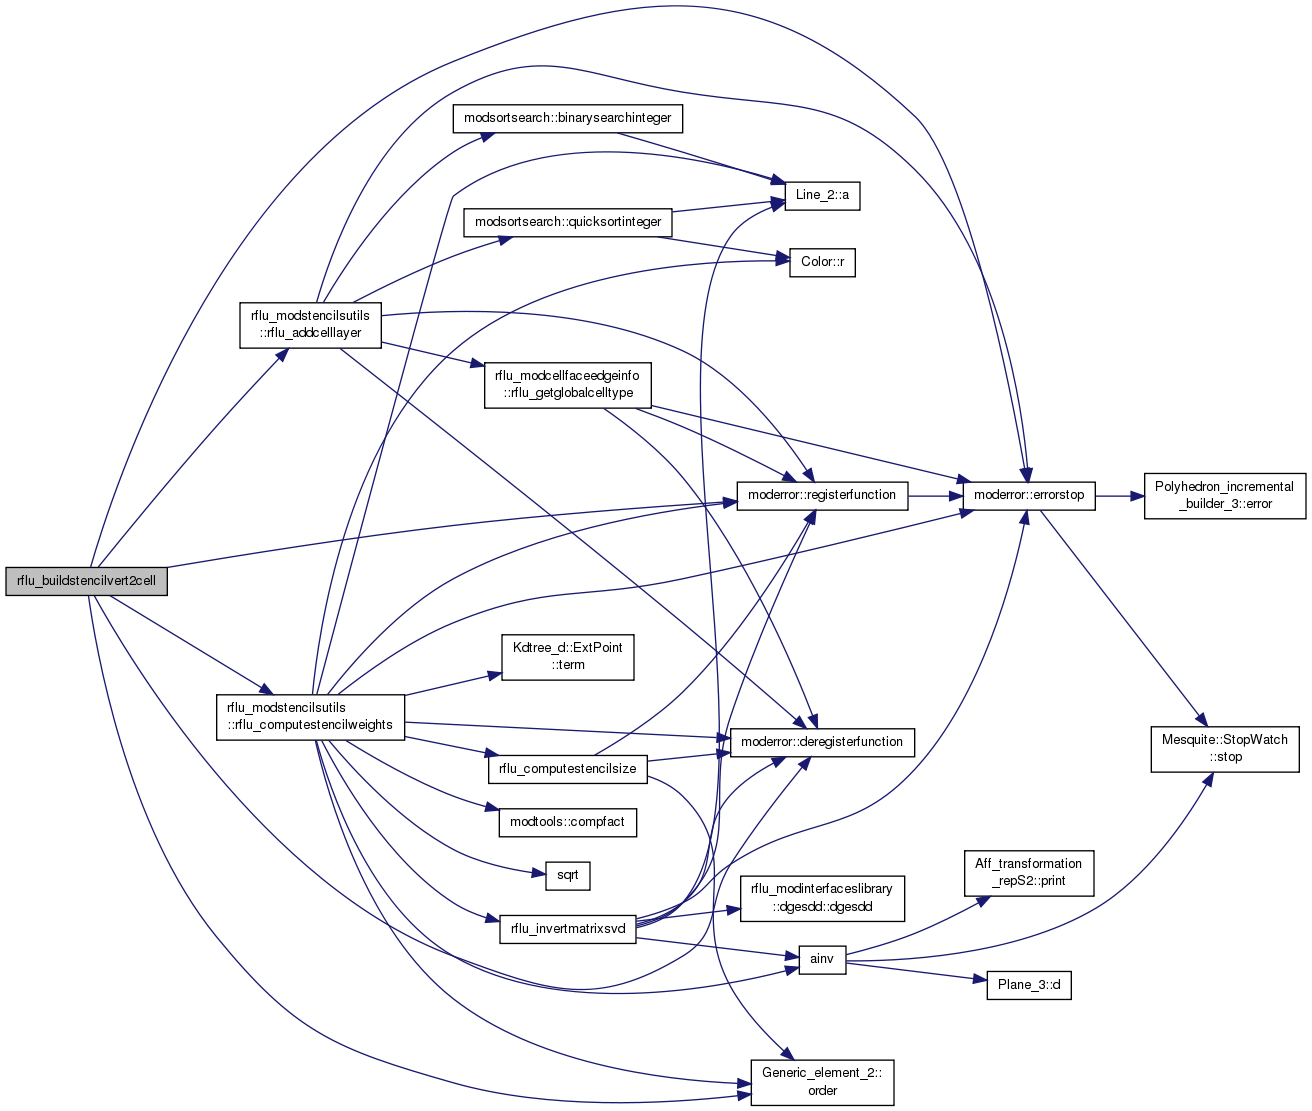 modsortsearch::binarysearchinteger
Line_2::a
modsortsearch::quicksortinteger
Color::r
rflu_modstencilsutils
::rflu_addcelllayer
rflu_modcellfaceedgeinfo
::rflu_getglobalcelltype
moderror::registerfunction
moderror::errorstop
Polyhedron_incremental
_builder_3::error
rflu_buildstencilvert2cell
Kdtree_d::ExtPoint
::term
rflu_modstencilsutils
::rflu_computestencilweights
moderror::deregisterfunction
Mesquite::StopWatch
::stop
rflu_computestencilsize
modtools::compfact
sqrt
Aff_transformation
_repS2::print
rflu_modinterfaceslibrary
::dgesdd::dgesdd
rflu_invertmatrixsvd
ainv
Plane_3::d
Generic_element_2::
order